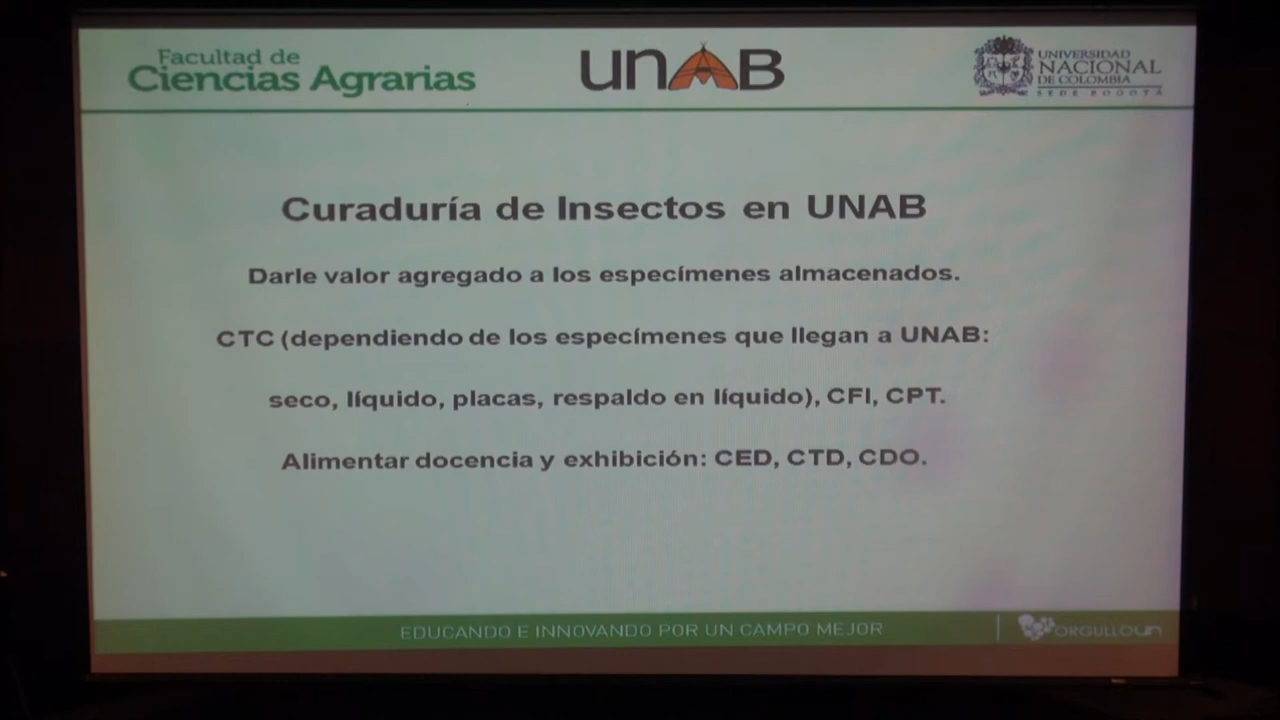 Facultad de
Ciencias Agrarias
UNAB
UNIVERSIDAD
NACIONAL
DE COLOMBIA
SEDE BOGOTÁ
Curaduría de Insectos en UNAB
Darle valor agregado a los especímenes almacenados.
CTC (dependiendo de los especímenes que llegan a UNAB:
seco, líquido, placas, respaldo en líquido), CFI, CPT.
Alimentar docencia y exhibición: CED, CTD, CDO.
EDUCANDO E INNOVANDO POR UN CAMPO MEJOR
ORGULLOUN